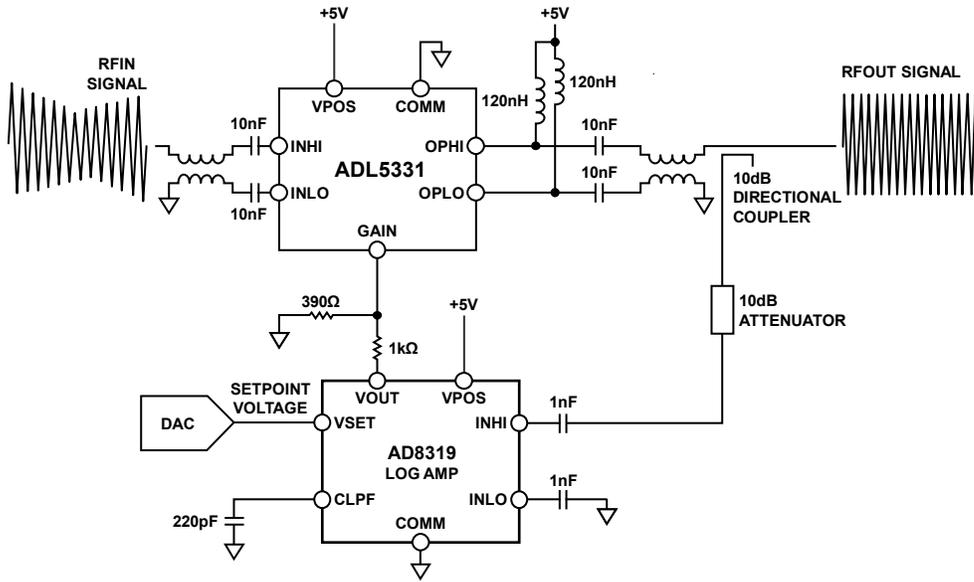 +5V
+5V
RFIN
SIGNAL
RFOUT SIGNAL
VPOS
COMM
120nH
120nH
10nF
10nF
INHI
OPHI
ADL5331
10nF
10nF
INLO
OPLO
10dB
DIRECTIONAL
COUPLER
GAIN
390Ω
+5V
10dB
ATTENUATOR
1kΩ
SETPOINT
VOLTAGE
VOUT
VPOS
1nF
DAC
VSET
INHI
AD8319
LOG AMP
1nF
CLPF
INLO
220pF
COMM